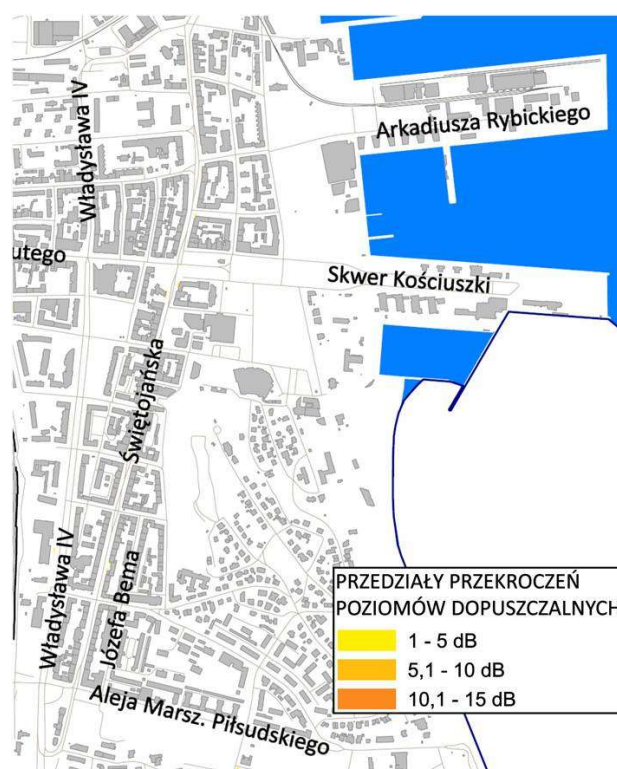 Arkadiusza Rybickiego
Władysława IV
utego
Skwer Kościuszki
Świętojańska
Władysława IV
Józefa Bema
Aleja Marsz. Piłsudskiego
PRZEDZIAŁY PRZEKROCZEŃ
POZIOMÓW DOPUSZCZALNYCH
1 - 5 dB
5,1 - 10 dB
10,1 - 15 dB